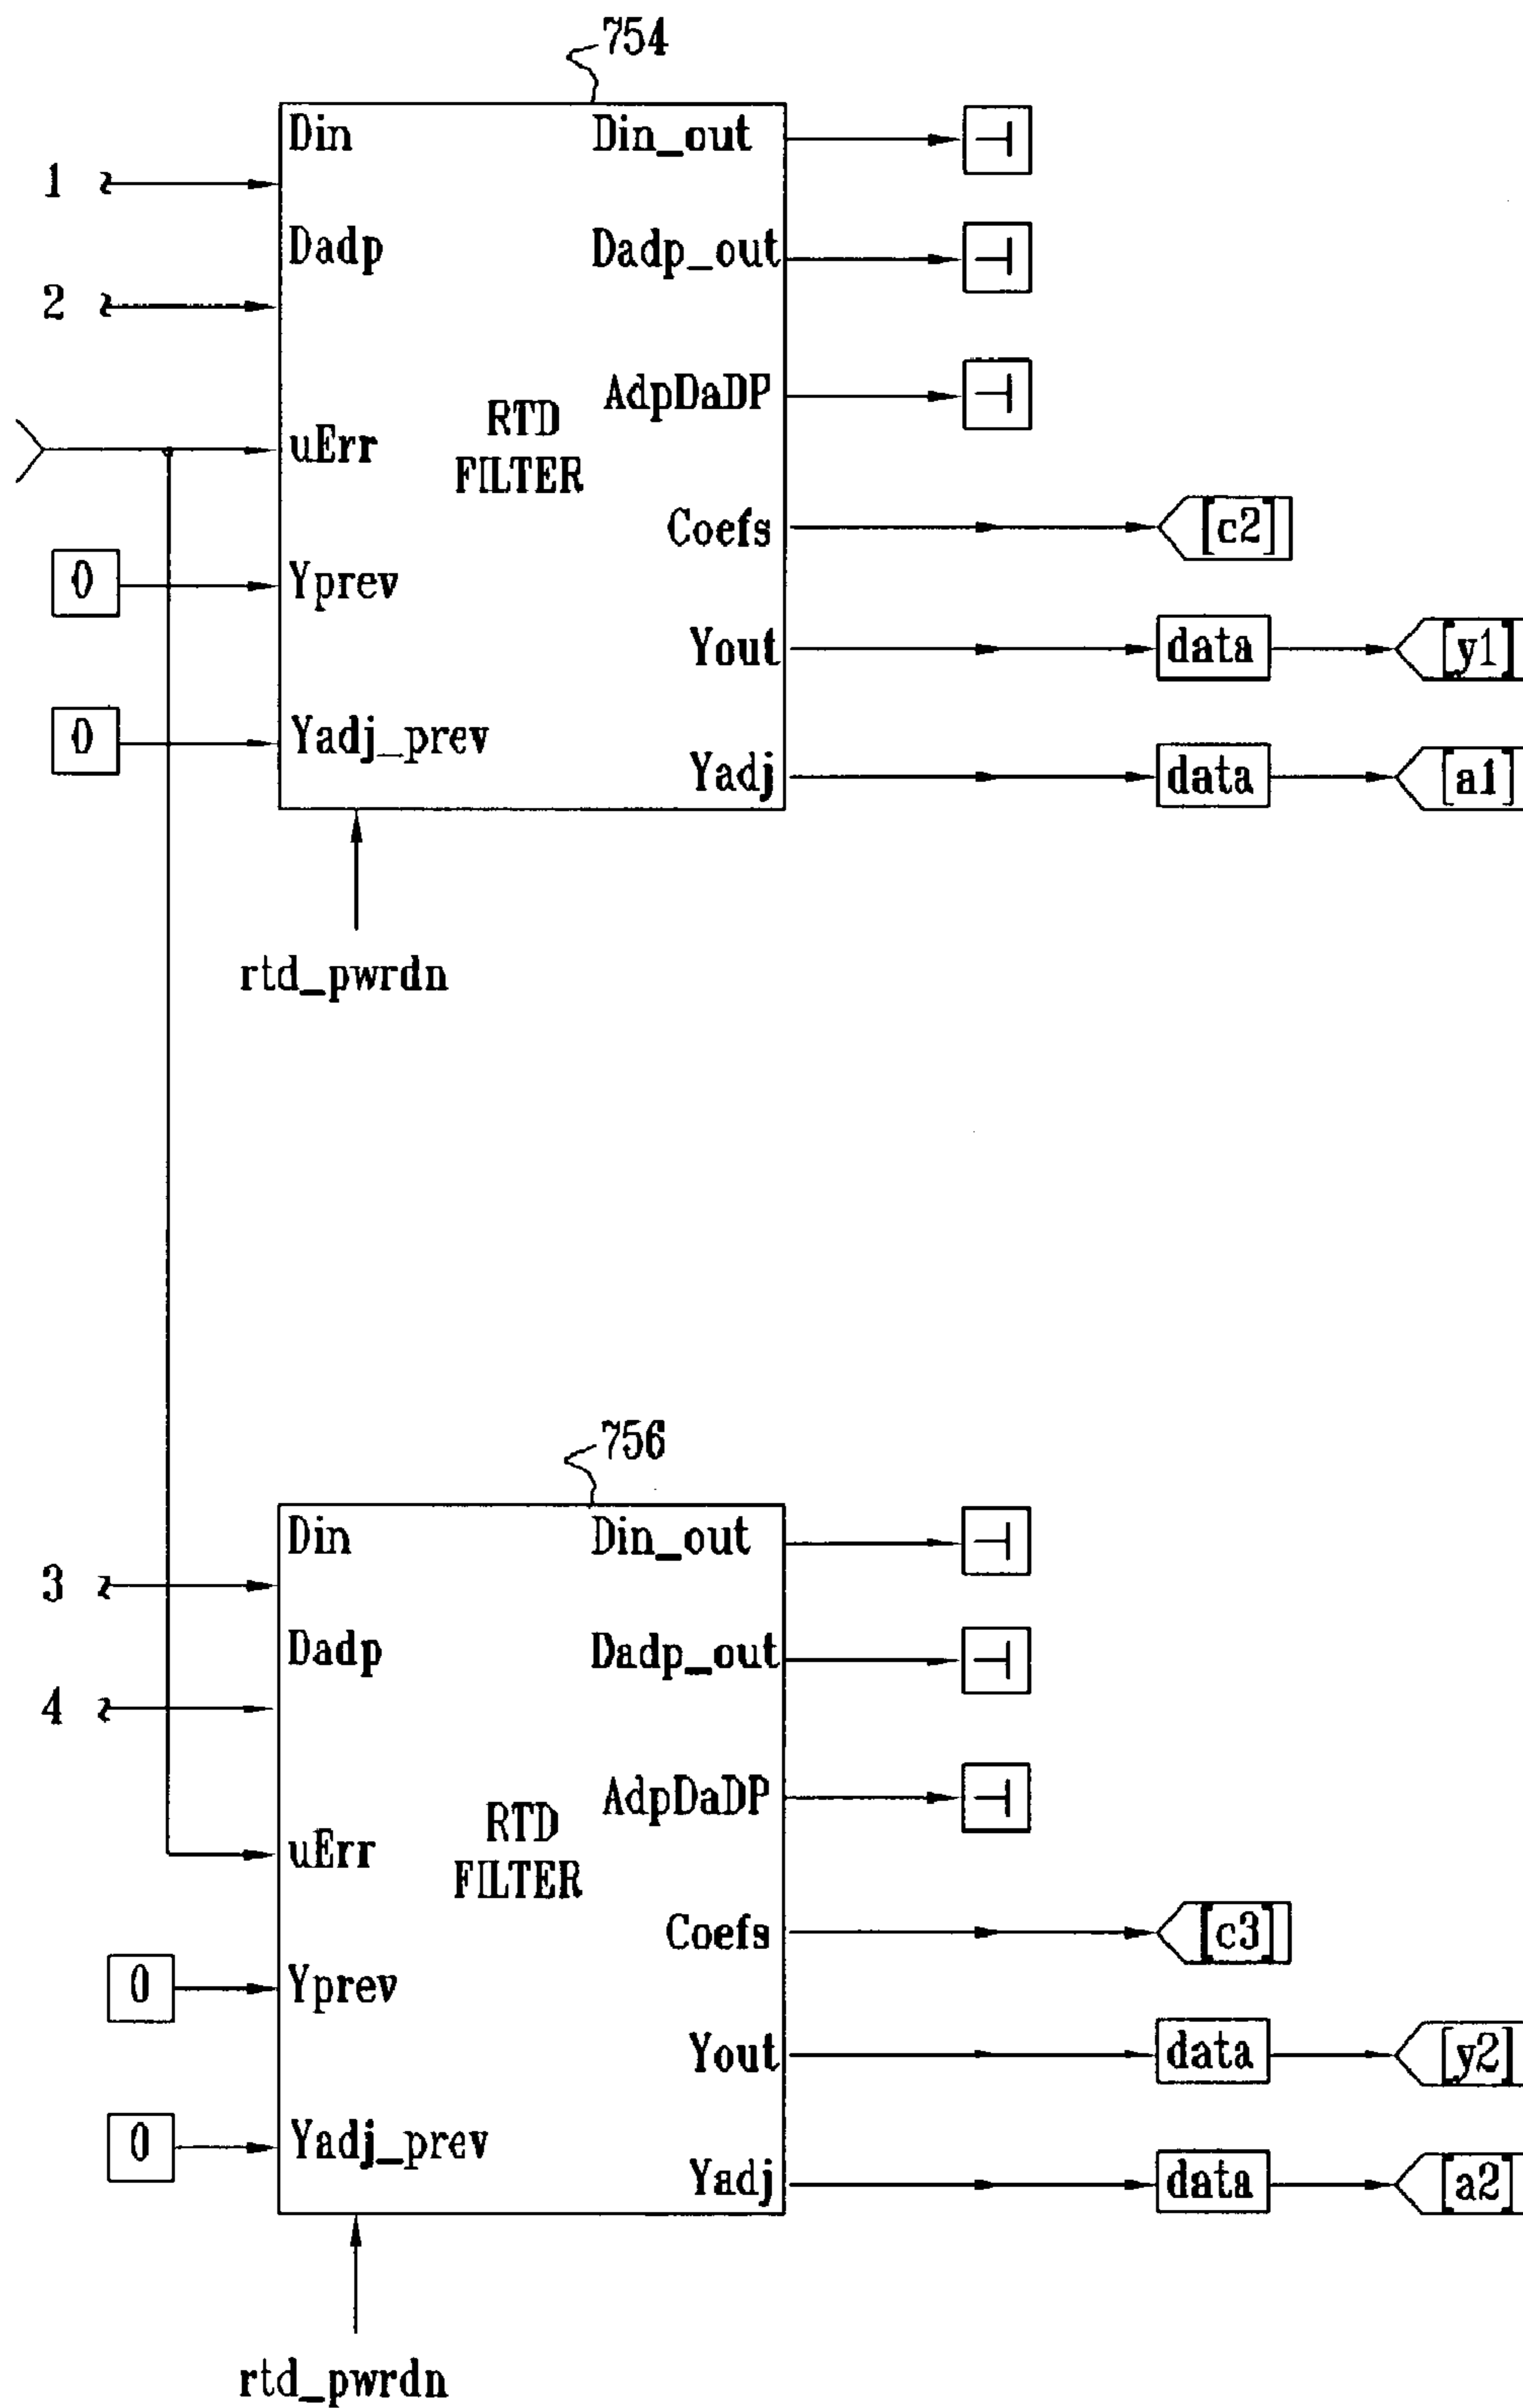 754
Din Din_out
1
Dadp Dadp_out
2
AdpDaDP
RTD
FILTER
uErr
Coefs [c2]
0 Yprev
Yout data [y1]
0 Yadj_prev
Yadj data [a1]
rtd_pwrdn
756
Din Din_out
3
Dadp Dadp_out
4
AdpDaDP
RTD
FILTER
uErr
Coefs [c3]
0 Yprev
Yout data [y2]
0 Yadj_prev
Yadj data [a2]
rtd_pwrdn